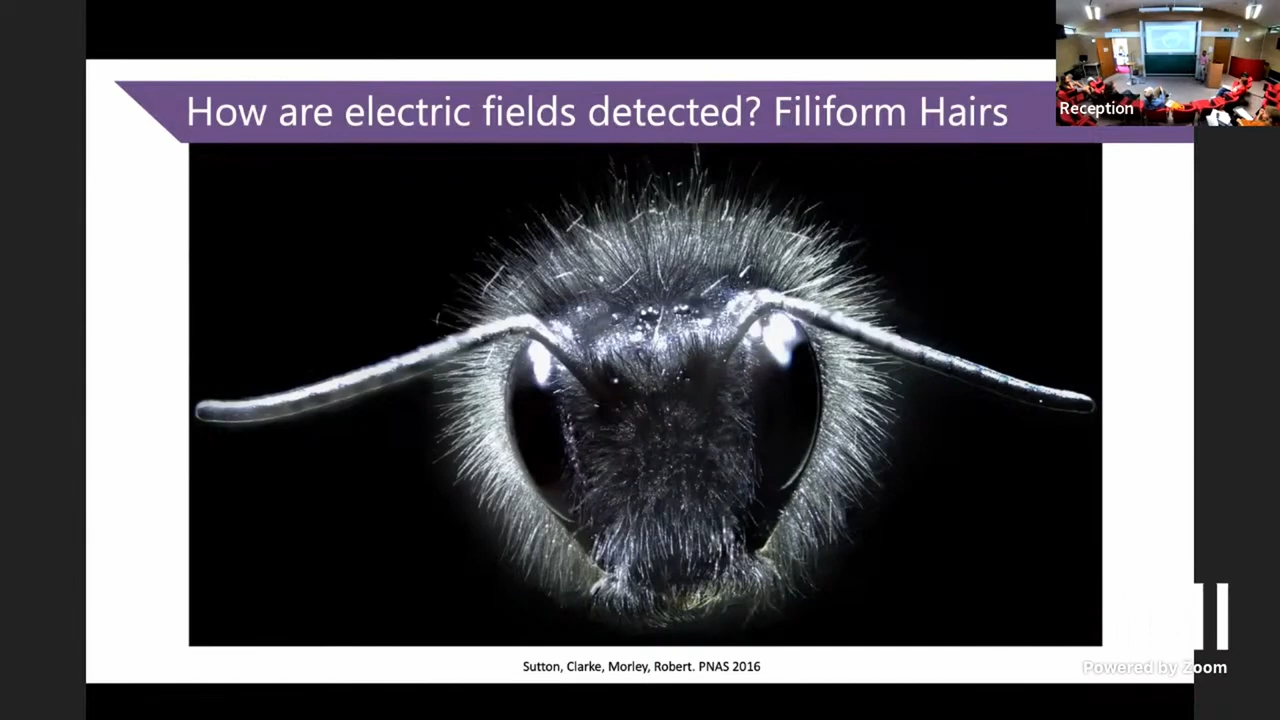 How are electric fields detected? Filiform Hairs
Reception
Sutton, Clarke, Morley, Robert. PNAS 2016
Powered by Zoom